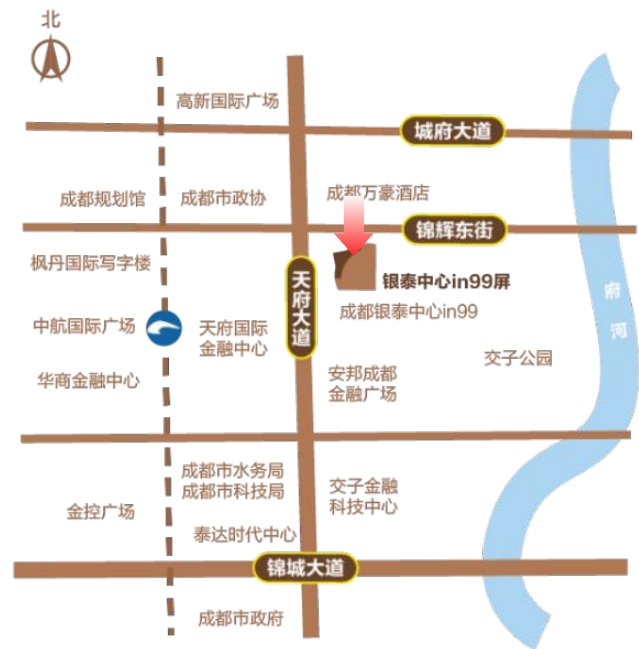 北
高新国际广场
城府大道
成都规划馆
成都市政协
成都万豪酒店
锦辉东街
枫丹国际写字楼
银泰中心in99屏
天府大道
府河
中航国际广场
天府国际
金融中心
成都银泰中心in99
华商金融中心
安邦成都
金融广场
交子公园
成都市水务局
成都市科技局
交子金融
科技中心
金控广场
泰达时代中心
锦城大道
成都市政府